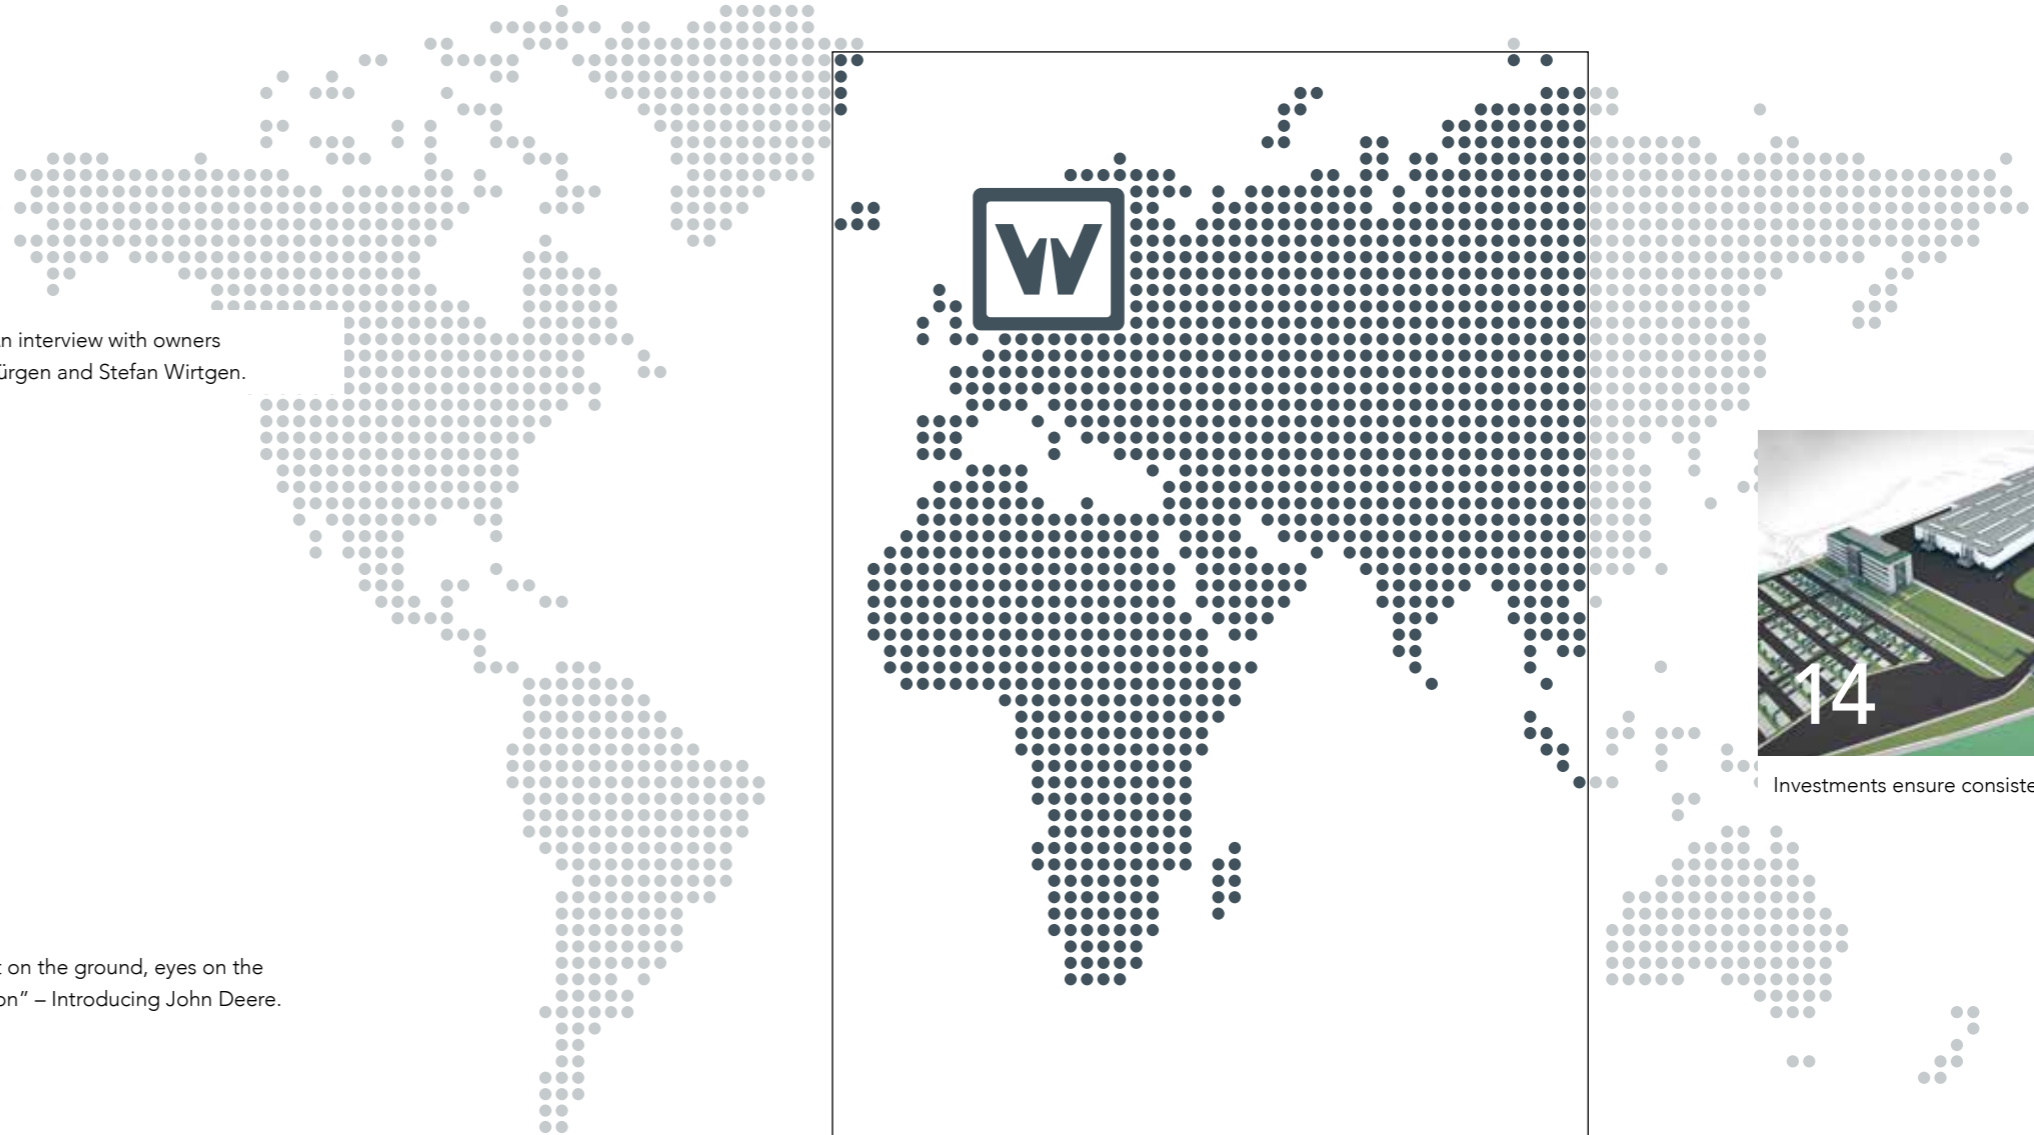 n interview with owners
ürgen and Stefan Wirtgen.
W
14
Investments ensure consiste
t on the ground, eyes on the
on” – Introducing John Deere.